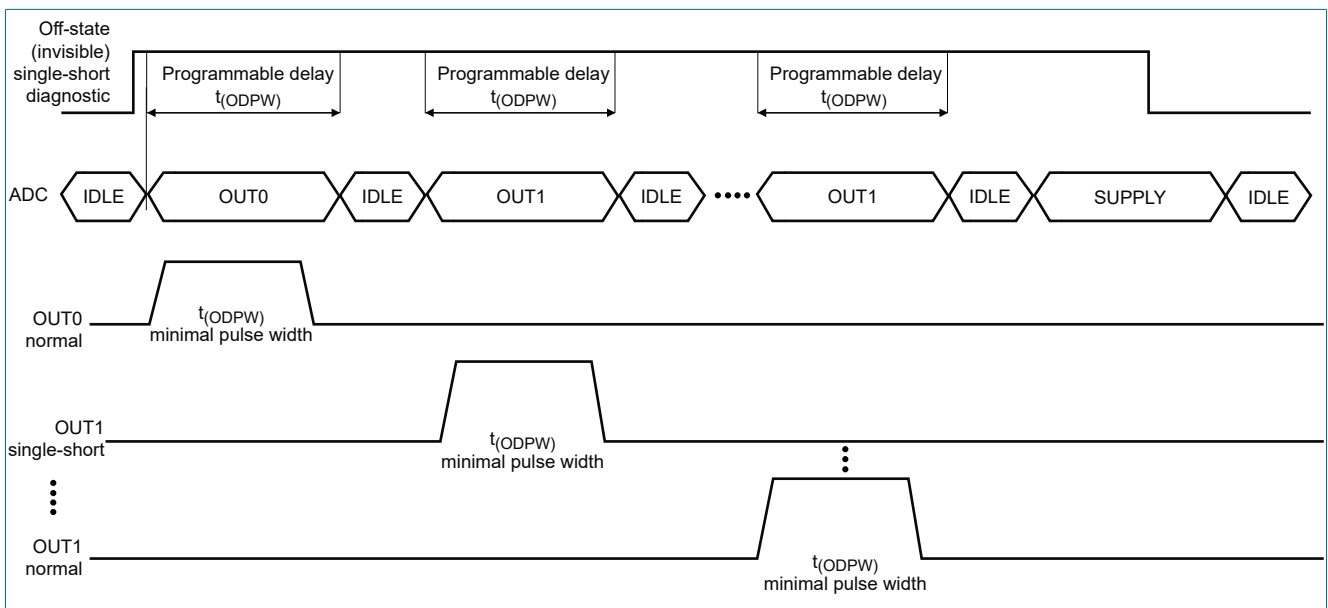 Off-state
(invisible)
single-short
diagnostic
Programmable delay
t(ODPW)
Programmable delay
t(ODPW)
Programmable delay
t(ODPW)
ADC
IDLE
OUT0
IDLE
OUT1
IDLE
OUT1
IDLE
SUPPLY
IDLE
OUT0
normal
t(ODPW)
minimal pulse width
OUT1
single-short
t(ODPW)
minimal pulse width
OUT1
normal
t(ODPW)
minimal pulse width